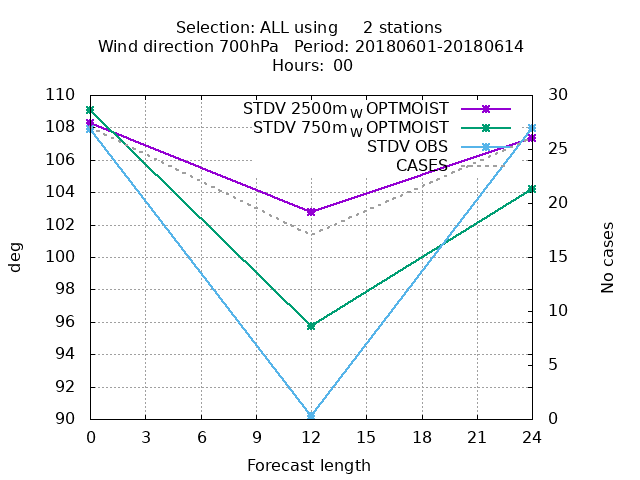 Selection: ALL using     2 stations
Wind direction 700hPa   Period: 20180601-20180614
Hours:  00
110
108
106
104
102
100
98
96
94
92
90
deg
30
25
20
15
10
5
0
No cases
STDV 2500m_W OPTMOIST
STDV 750m_W OPTMOIST
STDV OBS
CASES
0 3 6 9 12 15 18 21 24
Forecast length